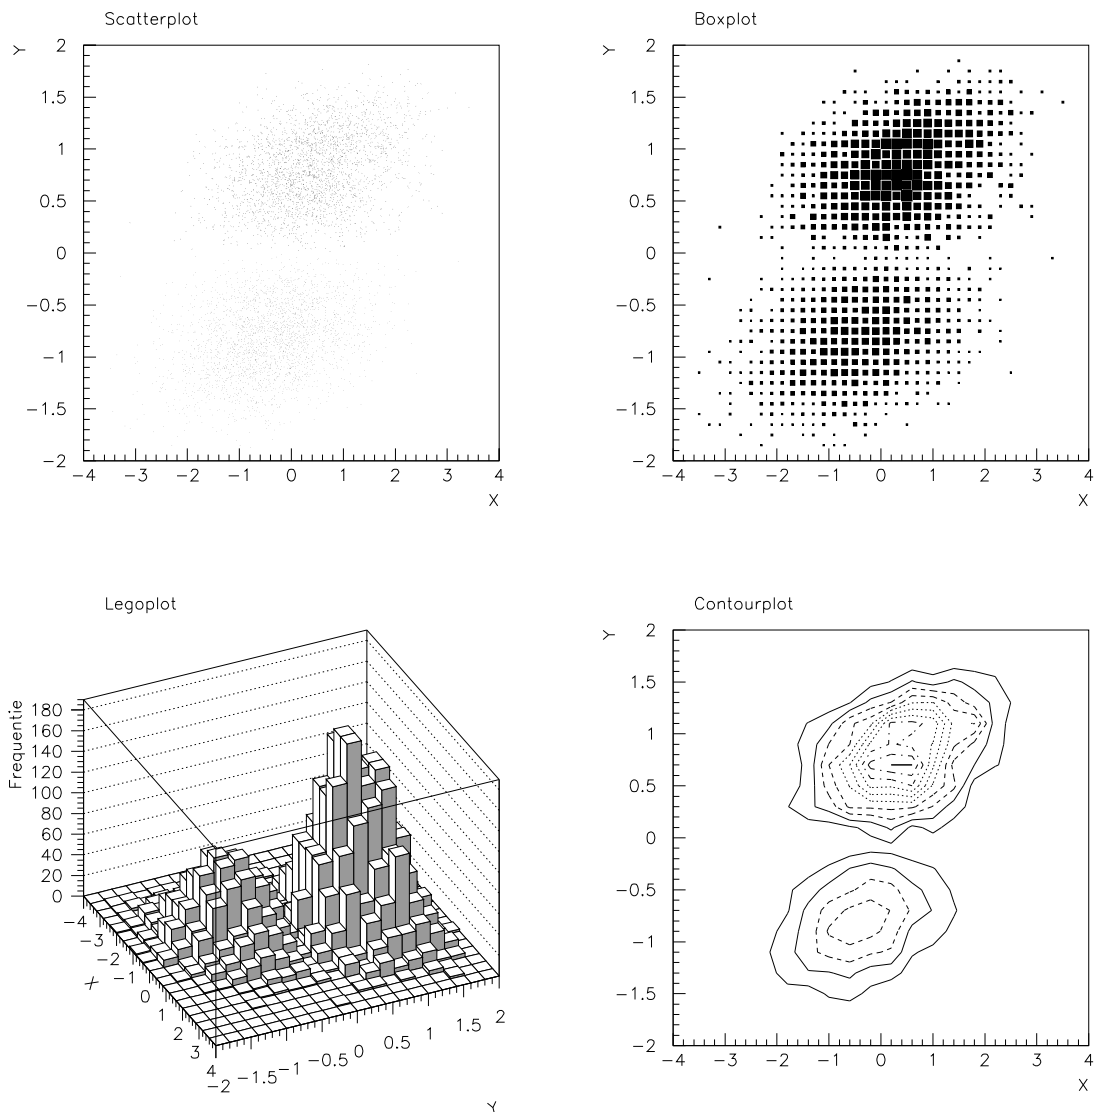 Scatterplot
Y
2
1.5
1
0.5
0
−0.5
−1
−1.5
−2
−4 −3 −2 −1 0 1 2 3 4
X
Boxplot
Y
2
1.5
1
0.5
0
−0.5
−1
−1.5
−2
−4 −3 −2 −1 0 1 2 3 4
X
Legoplot
Frequentie
180
160
140
120
100
80
60
40
20
0
−4
−3
−2
−1
0
1
2
3
4
X
−2 −1.5 −1 −0.5 0 0.5 1 1.5 2
Y
Contourplot
Y
2
1.5
1
0.5
0
−0.5
−1
−1.5
−2
−4 −3 −2 −1 0 1 2 3 4
X